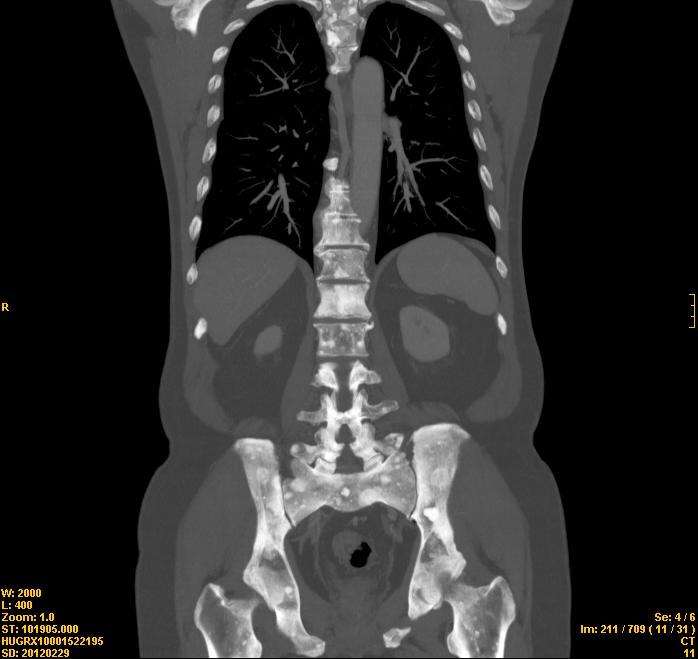 R
W: 2000
L: 400
Zoom: 1.0
ST: 101905.000
HUGRX10001522195
SD: 20120229
Se: 4 / 6
Im: 211 / 709 ( 11 / 31 )
CT
11